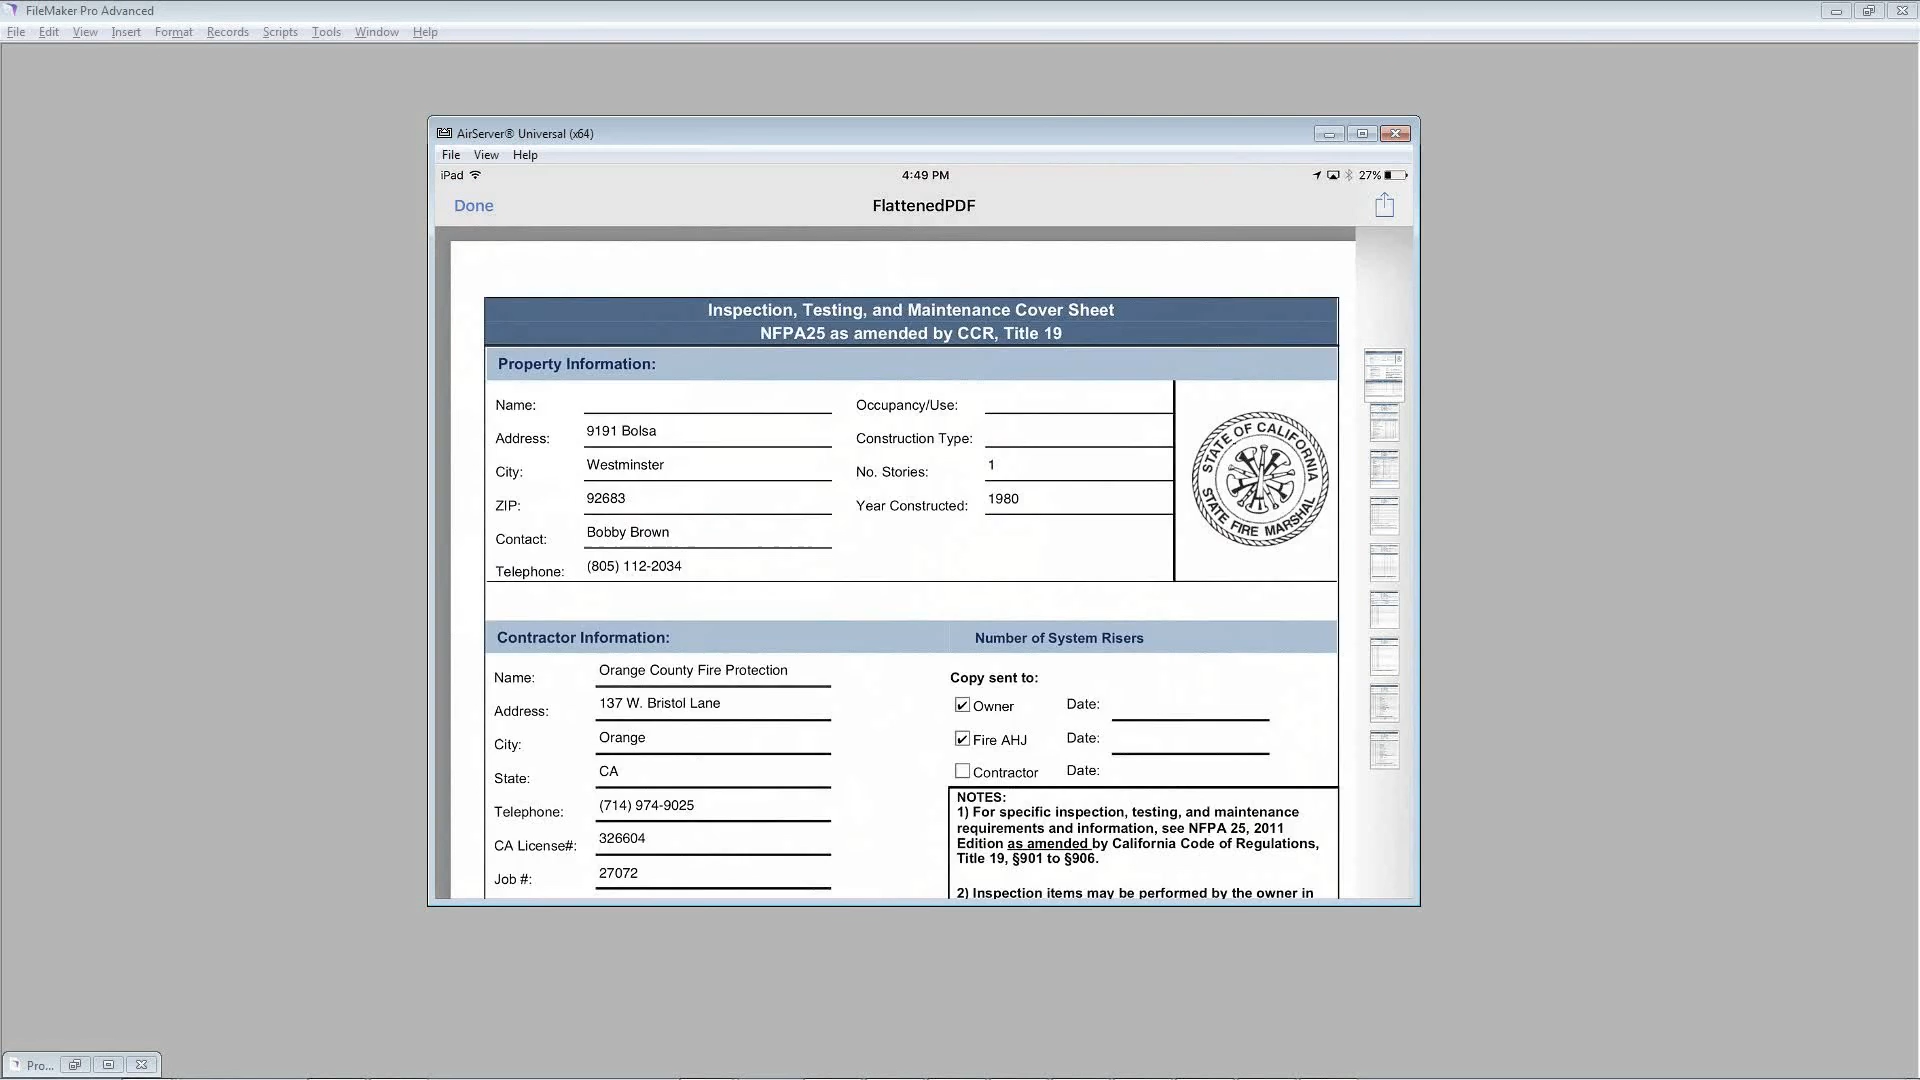 FileMaker Pro Advanced
File Edit View Insert Format Records Scripts Tools Window Help
AirServer® Universal (x64)
File View Help
iPad 4:49 PM 27%
Done FlattenedPDF
Inspection, Testing, and Maintenance Cover Sheet
NFPA25 as amended by CCR, Title 19
Property Information:
Name: Occupancy/Use:
Address: 9191 Bolsa Construction Type:
City: Westminster No. Stories: 1
ZIP: 92683 Year Constructed: 1980
Contact: Bobby Brown
Telephone: (805) 112-2034
STATE OF CALIFORNIA
STATE FIRE MARSHAL
Contractor Information: Number of System Risers
Name: Orange County Fire Protection
Address: 137 W. Bristol Lane
City: Orange
State: CA
Telephone: (714) 974-9025
CA License#: 326604
Job #: 27072
Copy sent to:
Owner Date:
Fire AHJ Date:
Contractor Date:
NOTES:
1) For specific inspection, testing, and maintenance
requirements and information, see NFPA 25, 2011
Edition as amended by California Code of Regulations,
Title 19, §901 to §906.
2) Inspection items may be performed by the owner in
Pro...